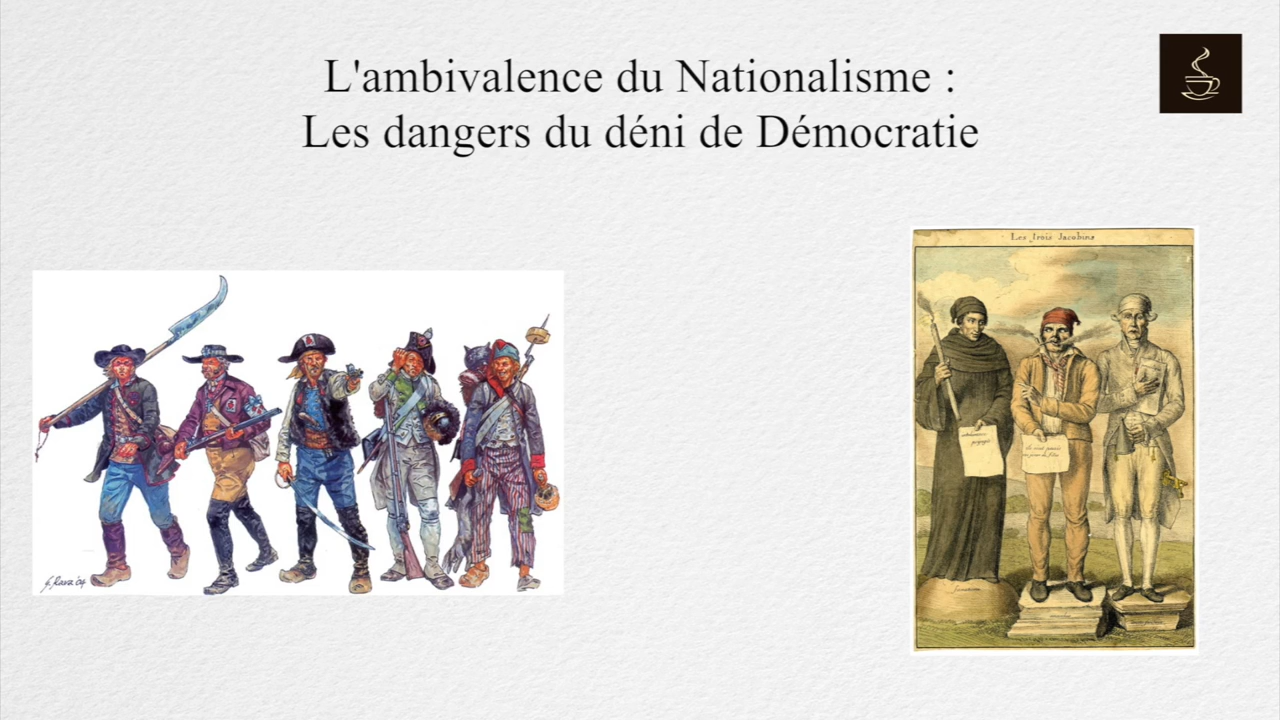 L'ambivalence du Nationalisme :
Les dangers du déni de Démocratie
Les trois Jacobins